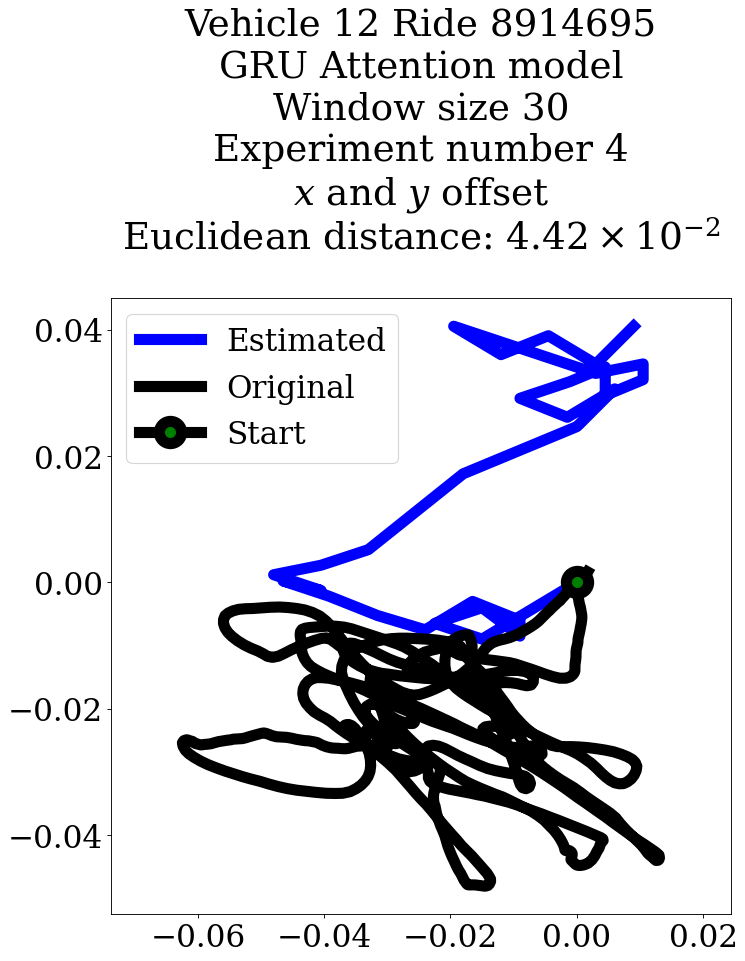 Vehicle 12 Ride 8914695
GRU Attention model
Window size 30
Experiment number 4
x and y offset
Euclidean distance: 4.42 × 10⁻²
Estimated
Original
Start
0.04
0.02
0.00
−0.02
−0.04
−0.06 −0.04 −0.02 0.00 0.02